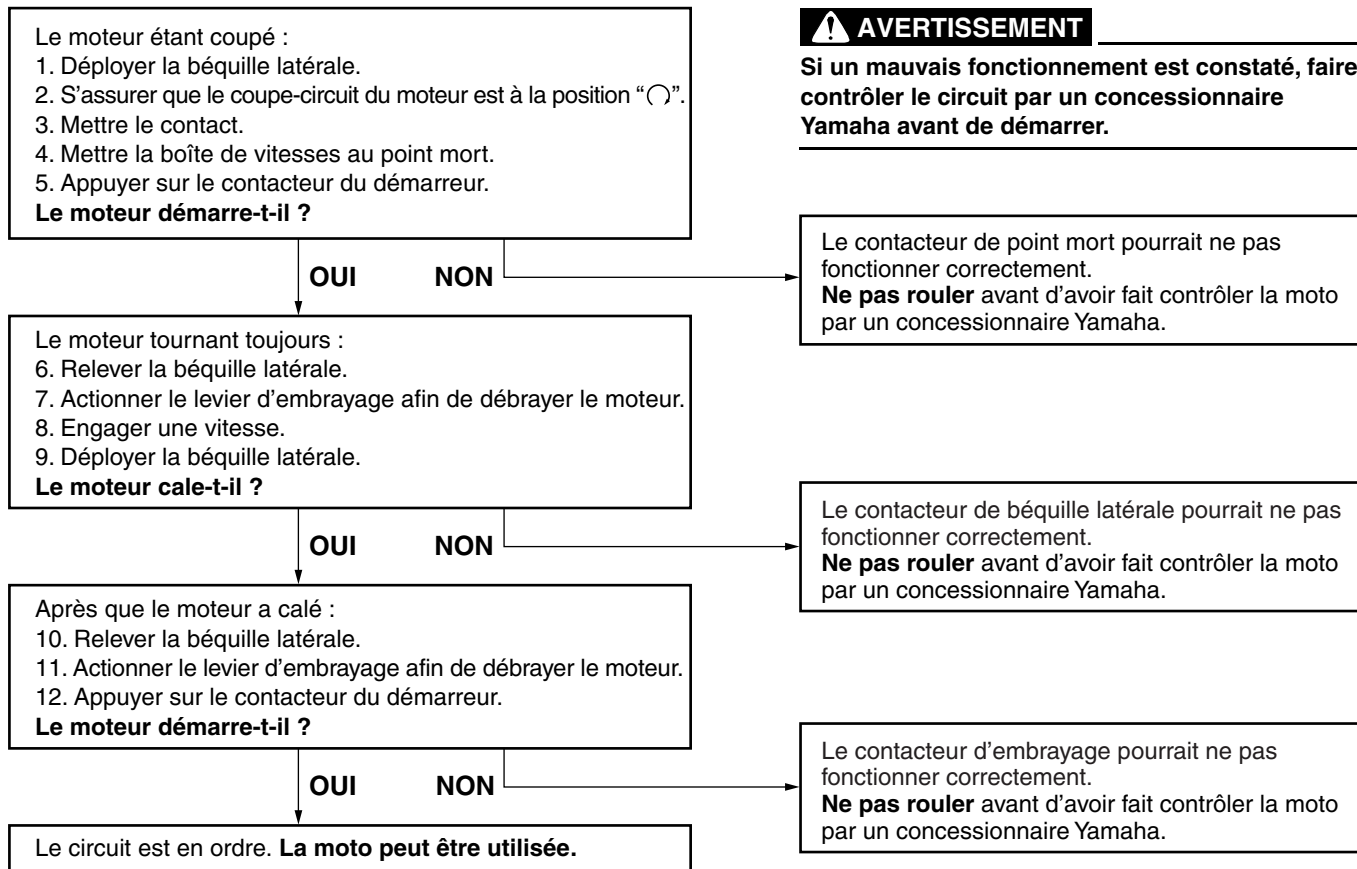 Le moteur étant coupé :
1. Déployer la béquille latérale.
2. S'assurer que le coupe-circuit du moteur est à la position “ ”.
3. Mettre le contact.
4. Mettre la boîte de vitesses au point mort.
5. Appuyer sur le contacteur du démarreur.
Le moteur démarre-t-il ?
AVERTISSEMENT
Si un mauvais fonctionnement est constaté, faire
contrôler le circuit par un concessionnaire
Yamaha avant de démarrer.
OUI NON
Le contacteur de point mort pourrait ne pas
fonctionner correctement.
Ne pas rouler avant d'avoir fait contrôler la moto
par un concessionnaire Yamaha.
Le moteur tournant toujours :
6. Relever la béquille latérale.
7. Actionner le levier d'embrayage afin de débrayer le moteur.
8. Engager une vitesse.
9. Déployer la béquille latérale.
Le moteur cale-t-il ?
OUI NON
Le contacteur de béquille latérale pourrait ne pas
fonctionner correctement.
Ne pas rouler avant d'avoir fait contrôler la moto
par un concessionnaire Yamaha.
Après que le moteur a calé :
10. Relever la béquille latérale.
11. Actionner le levier d'embrayage afin de débrayer le moteur.
12. Appuyer sur le contacteur du démarreur.
Le moteur démarre-t-il ?
OUI NON
Le contacteur d'embrayage pourrait ne pas
fonctionner correctement.
Ne pas rouler avant d'avoir fait contrôler la moto
par un concessionnaire Yamaha.
Le circuit est en ordre. La moto peut être utilisée.